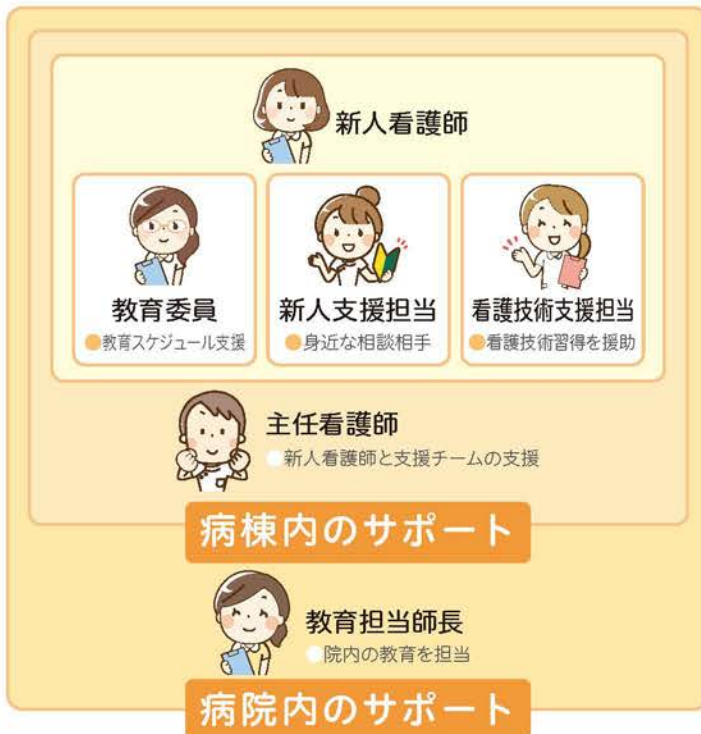 新人看護師
教育委員
●教育スケジュール支援
新人支援担当
●身近な相談相手
看護技術支援担当
●看護技術習得を援助
主任看護師
●新人看護師と支援チームの支援
病棟内のサポート
教育担当師長
●院内の教育を担当
病院内のサポート